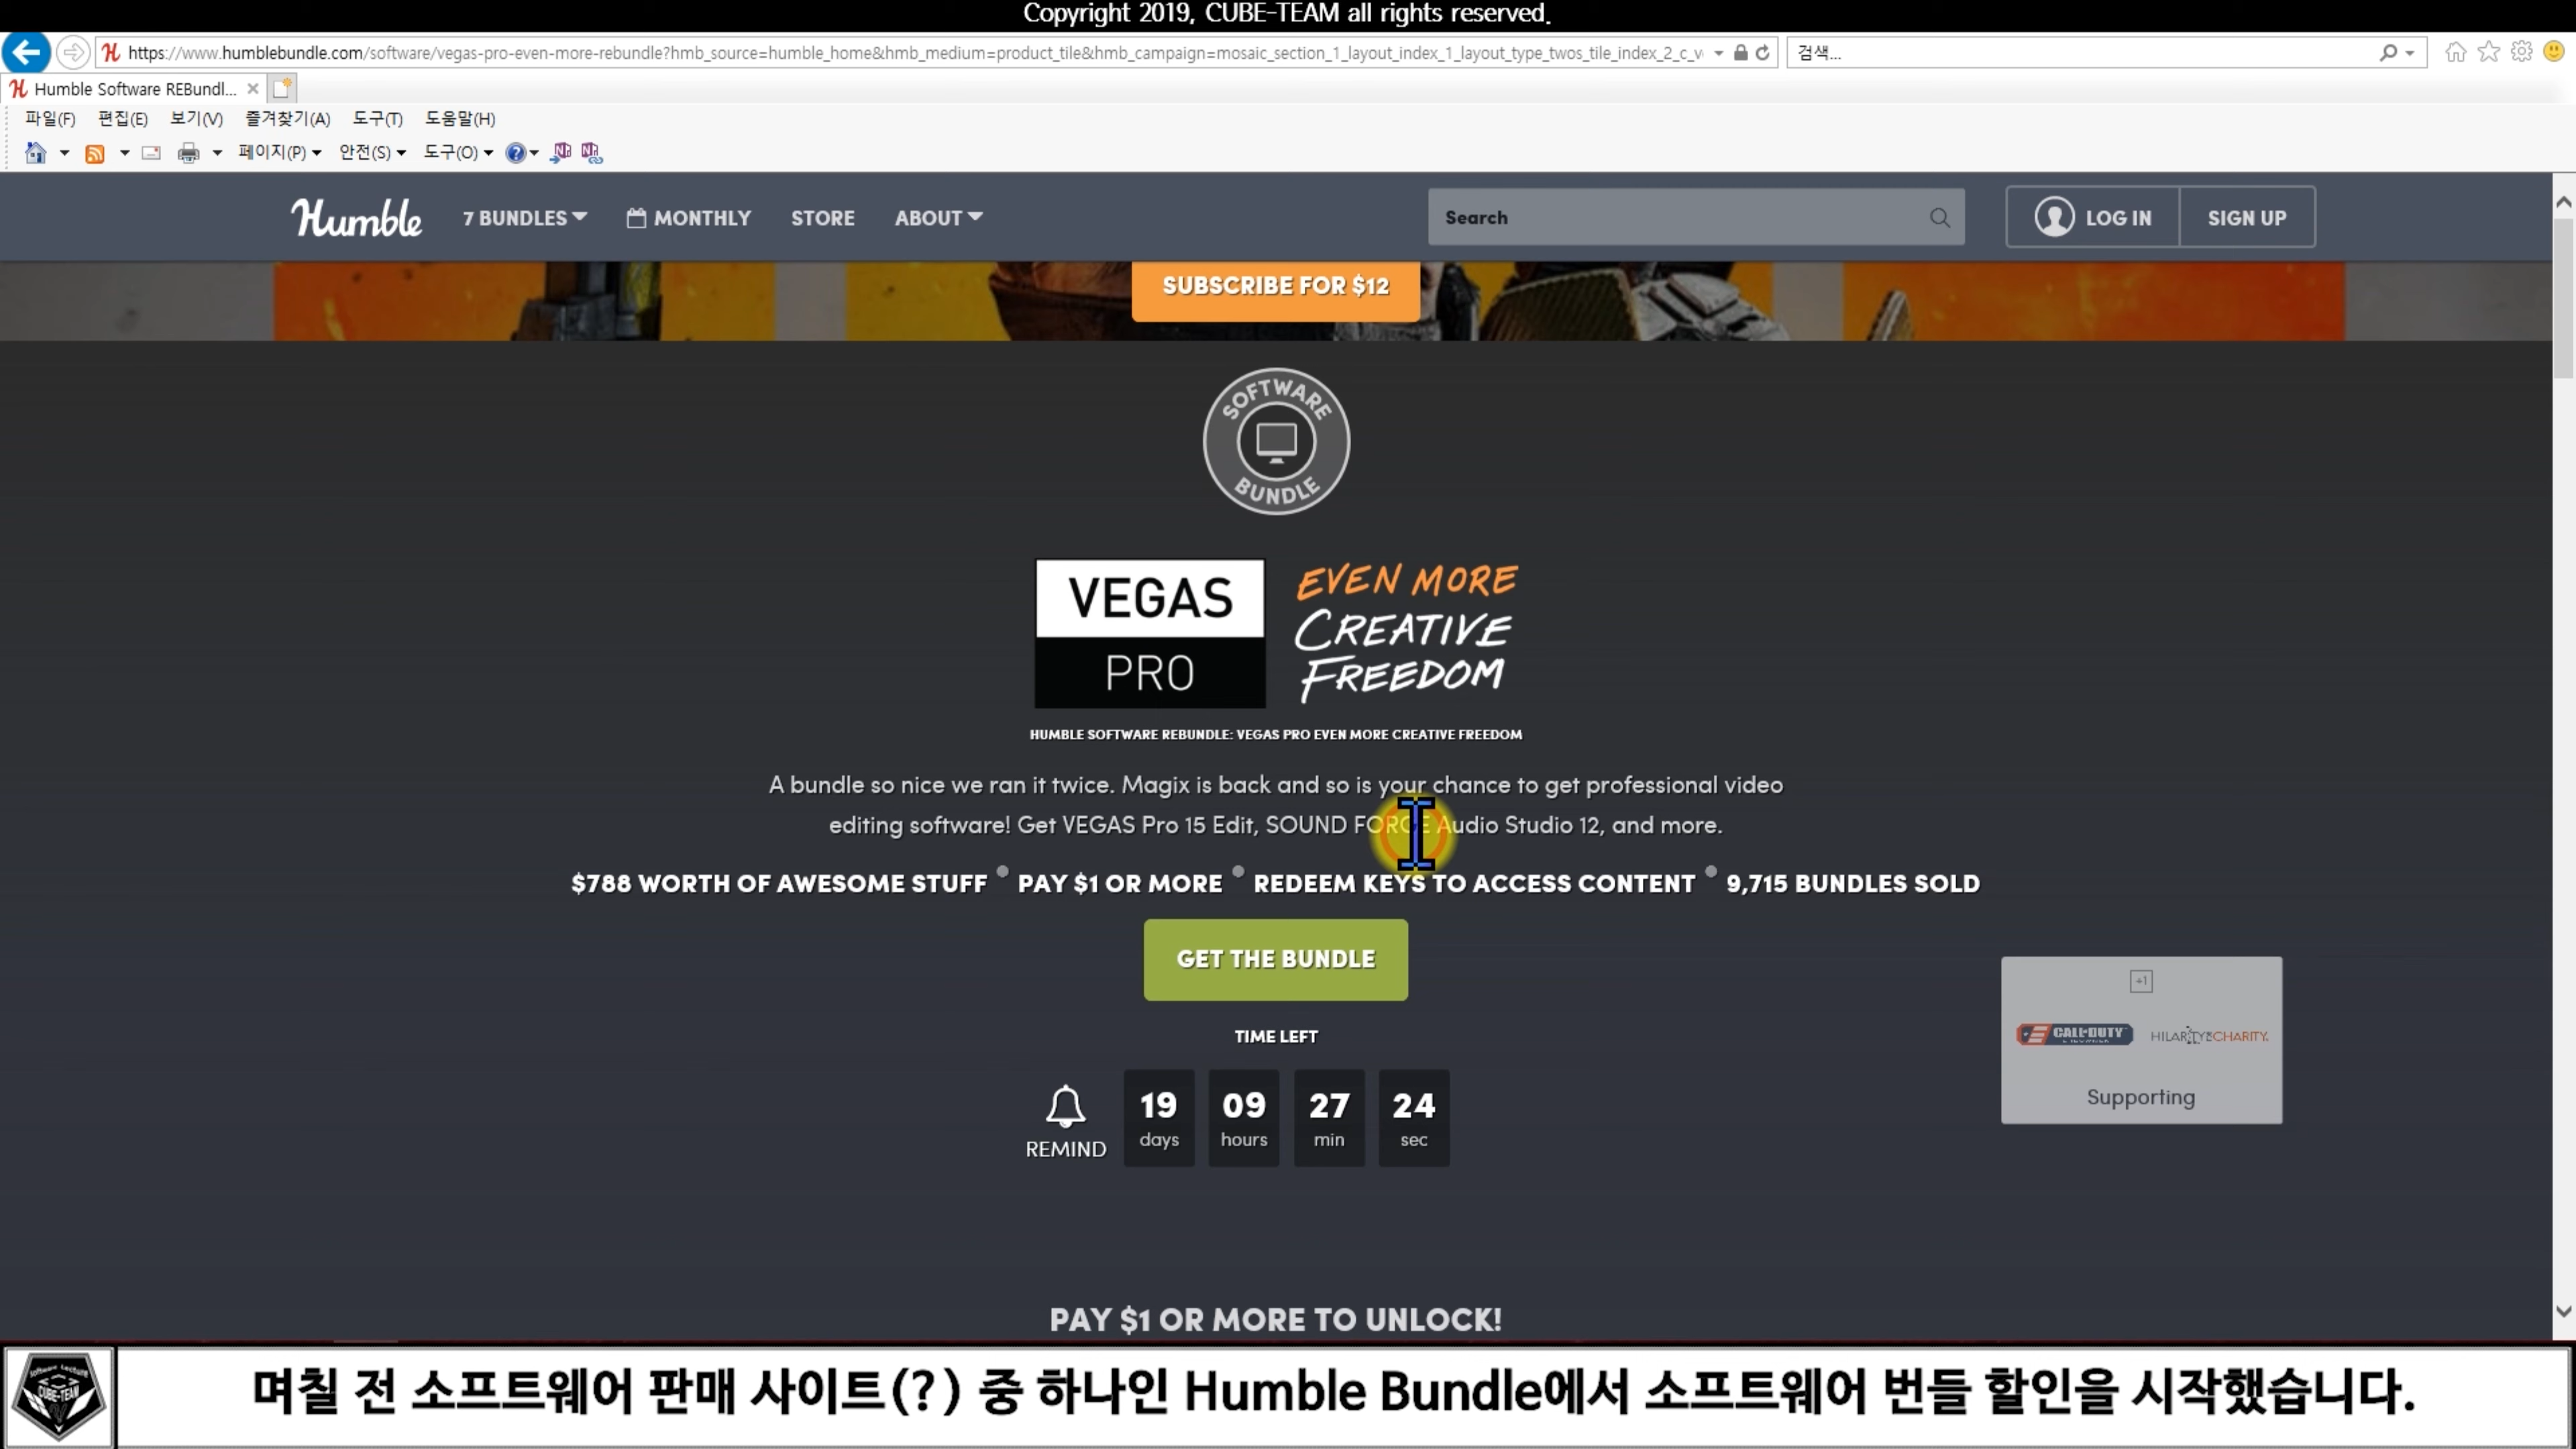 Copyright 2019, CUBE-TEAM all rights reserved.
https://www.humblebundle.com/software/vegas-pro-even-more-rebundle?hmb_source=humble_home&hmb_medium=product_tile&hmb_campaign=mosaic_section_1_layout_index_1_layout_type_twos_tile_index_2_c_v
검색...
Humble Software REBundl...
파일(F) 편집(E) 보기(V) 즐겨찾기(A) 도구(T) 도움말(H)
페이지(P) 안전(S) 도구(O)
Humble 7 BUNDLES MONTHLY STORE ABOUT Search LOG IN SIGN UP
SUBSCRIBE FOR $12
SOFTWARE
BUNDLE
VEGAS
PRO
EVEN MORE
CREATIVE
FREEDOM
HUMBLE SOFTWARE REBUNDLE: VEGAS PRO EVEN MORE CREATIVE FREEDOM
A bundle so nice we ran it twice. Magix is back and so is your chance to get professional video
editing software! Get VEGAS Pro 15 Edit, SOUND FORCE Audio Studio 12, and more.
$788 WORTH OF AWESOME STUFF • PAY $1 OR MORE • REDEEM KEYS TO ACCESS CONTENT • 9,715 BUNDLES SOLD
GET THE BUNDLE
+1
CALL OF DUTY
HILARITY FOR CHARITY
Supporting
TIME LEFT
REMIND
19 09 27 24
days hours min sec
PAY $1 OR MORE TO UNLOCK!
Software Lecture
CUBE-TEAM
며칠 전 소프트웨어 판매 사이트(?) 중 하나인 Humble Bundle에서 소프트웨어 번들 할인을 시작했습니다.